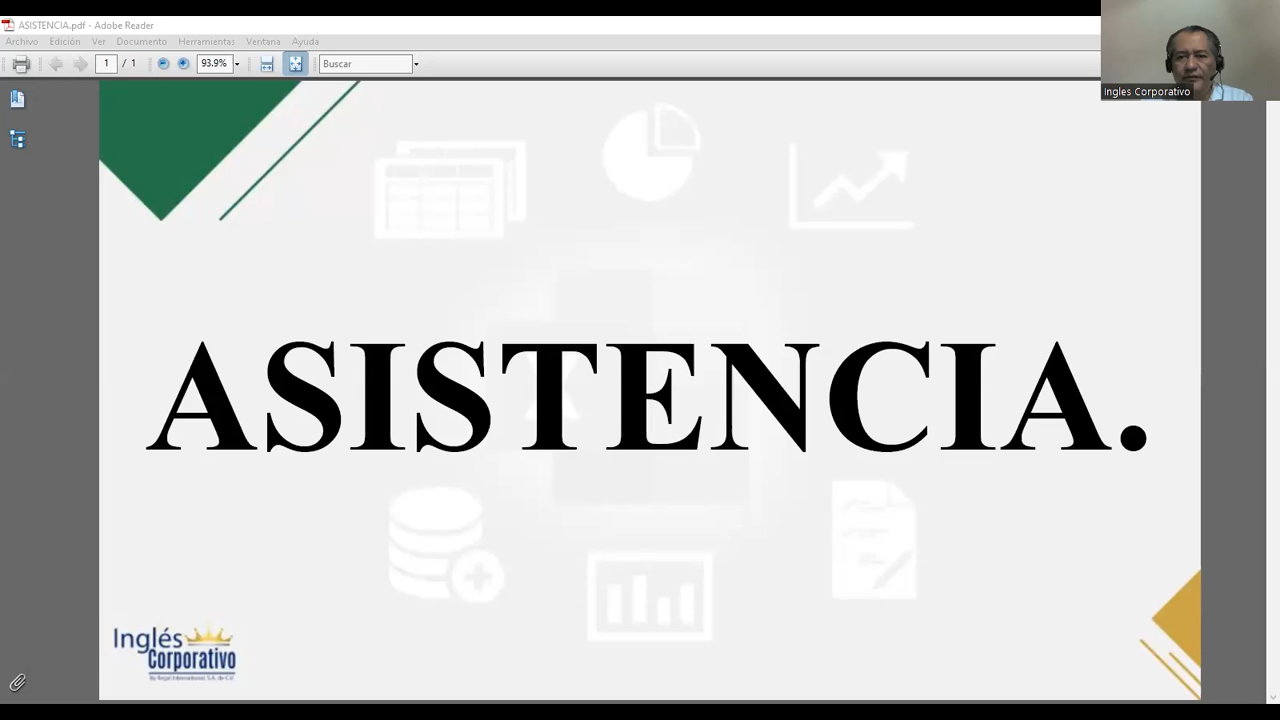 ASISTENCIA.pdf - Adobe Reader
Archivo Edición Ver Documento Herramientas Ventana Ayuda
1 / 1 93.9% Buscar
Ingles Corporativo
ASISTENCIA.
Inglés
Corporativo